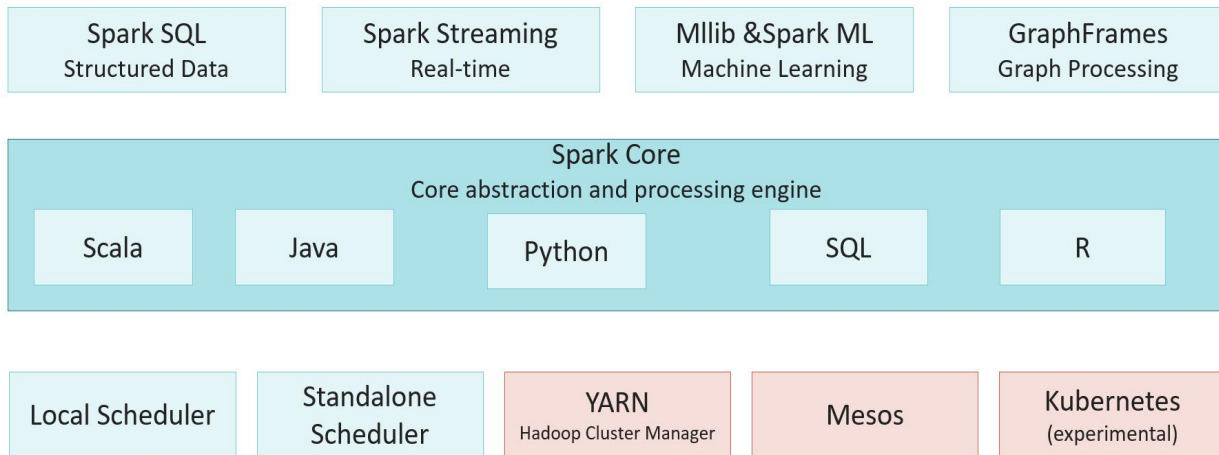 Spark SQL
Structured Data
Spark Streaming
Real-time
Mllib &Spark ML
Machine Learning
GraphFrames
Graph Processing
Spark Core
Core abstraction and processing engine
Scala
Java
Python
SQL
R
Local Scheduler
Standalone
Scheduler
YARN
Hadoop Cluster Manager
Mesos
Kubernetes
(experimental)